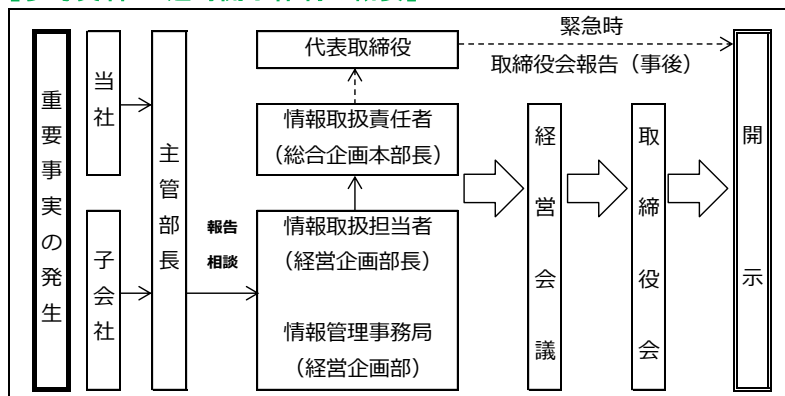 重要事実の発生
当社
子会社
主管部長
報告
相談
代表取締役
情報取扱責任者
（総合企画本部長）
情報取扱担当者
（経営企画部長）
情報管理事務局
（経営企画部）
緊急時
取締役会報告（事後）
経営会議
取締役会
開示